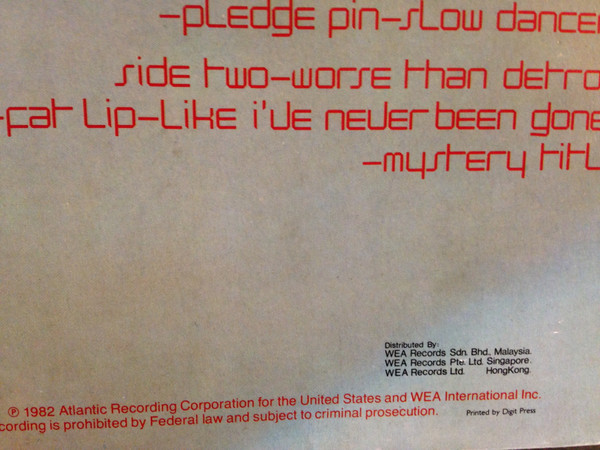 -pledge pin-slow dancer
side two-worse than detro
-fat lip-like i've never been gone
-mystery titl
Distributed By:
WEA Records Sdn. Bhd. Malaysia.
WEA Records Pte. Ltd. Singapore.
WEA Records Ltd. HongKong.
℗ 1982 Atlantic Recording Corporation for the United States and WEA International Inc.
cording is prohibited by Federal law and subject to criminal prosecution.
Printed by Digit Press